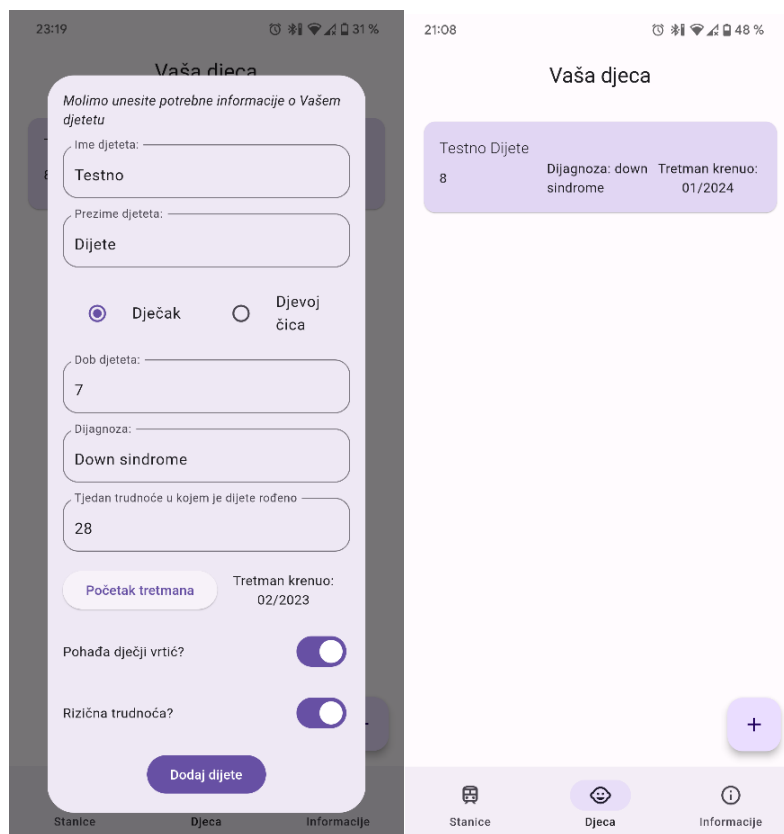 23:19
31 %
Vaša djeca
Molimo unesite potrebne informacije o Vašem
djetetu
Ime djeteta:
Testno
Prezime djeteta:
Dijete
Dječak
Djevoj
čica
Dob djeteta:
7
Dijagnoza:
Down sindrome
Tjedan trudnoće u kojem je dijete rođeno
28
Početak tretmana
Tretman krenuo:
02/2023
Pohađa dječji vrtić?
Rizična trudnoća?
Dodaj dijete
Stanice
Djeca
Informacije
21:08
48 %
Vaša djeca
Testno Dijete
8
Dijagnoza: down
sindrome
Tretman krenuo:
01/2024
+
Stanice
Djeca
Informacije